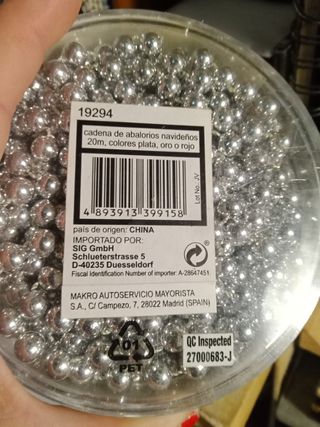 19294
cadena de abalorios navideños
20m, colores plata, oro o rojo
4 893913 399158
Lot No. JV
país de origen: CHINA
IMPORTADO POR:
SIG GmbH
Schlueterstrasse 5
D-40235 Duesseldorf
Fiscal Identification Number of importer: A-28647451
MAKRO AUTOSERVICIO MAYORISTA
S.A., C/ Campezo, 7, 28022 Madrid (SPAIN)
01
PET
QC Inspected
27000683-J